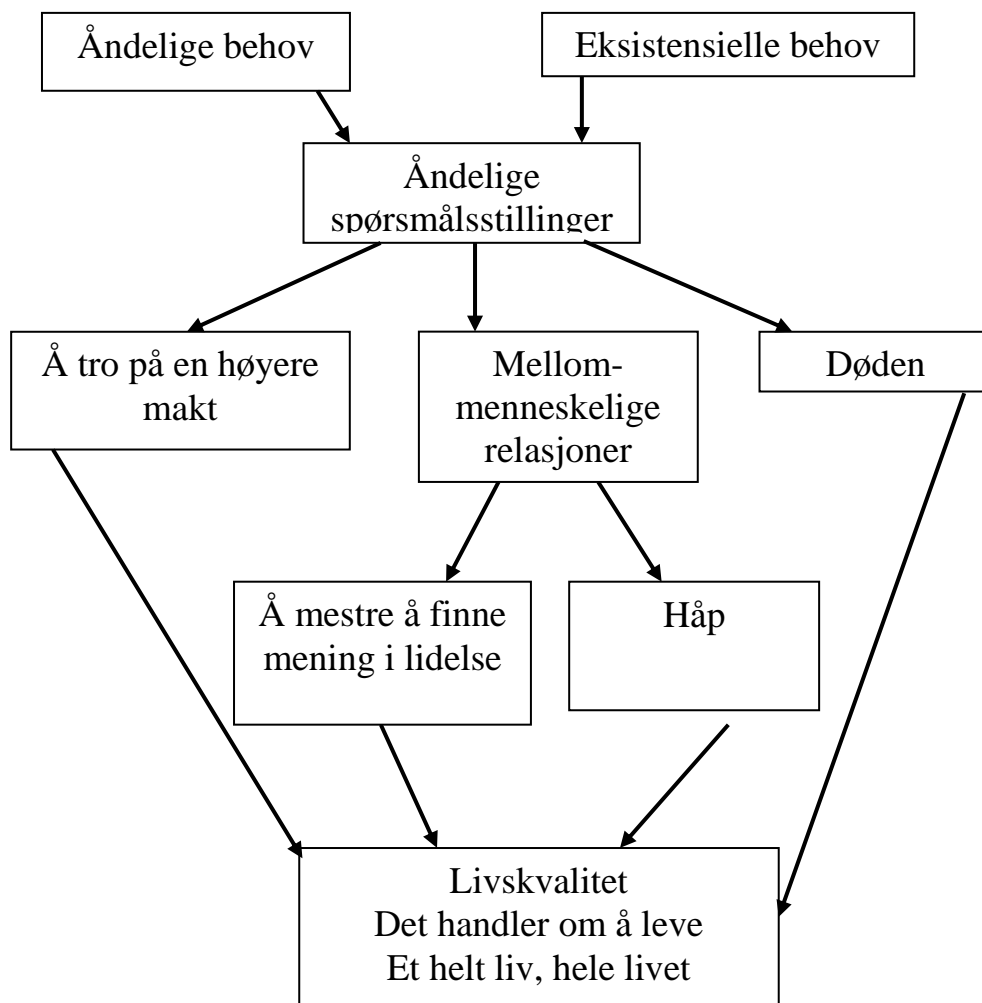 Åndelige behov
Eksistensielle behov
Åndelige
spørsmålsstillinger
Å tro på en høyere
makt
Mellom-
menneskelige
relasjoner
Døden
Å mestre å finne
mening i lidelse
Håp
Livskvalitet
Det handler om å leve
Et helt liv, hele livet